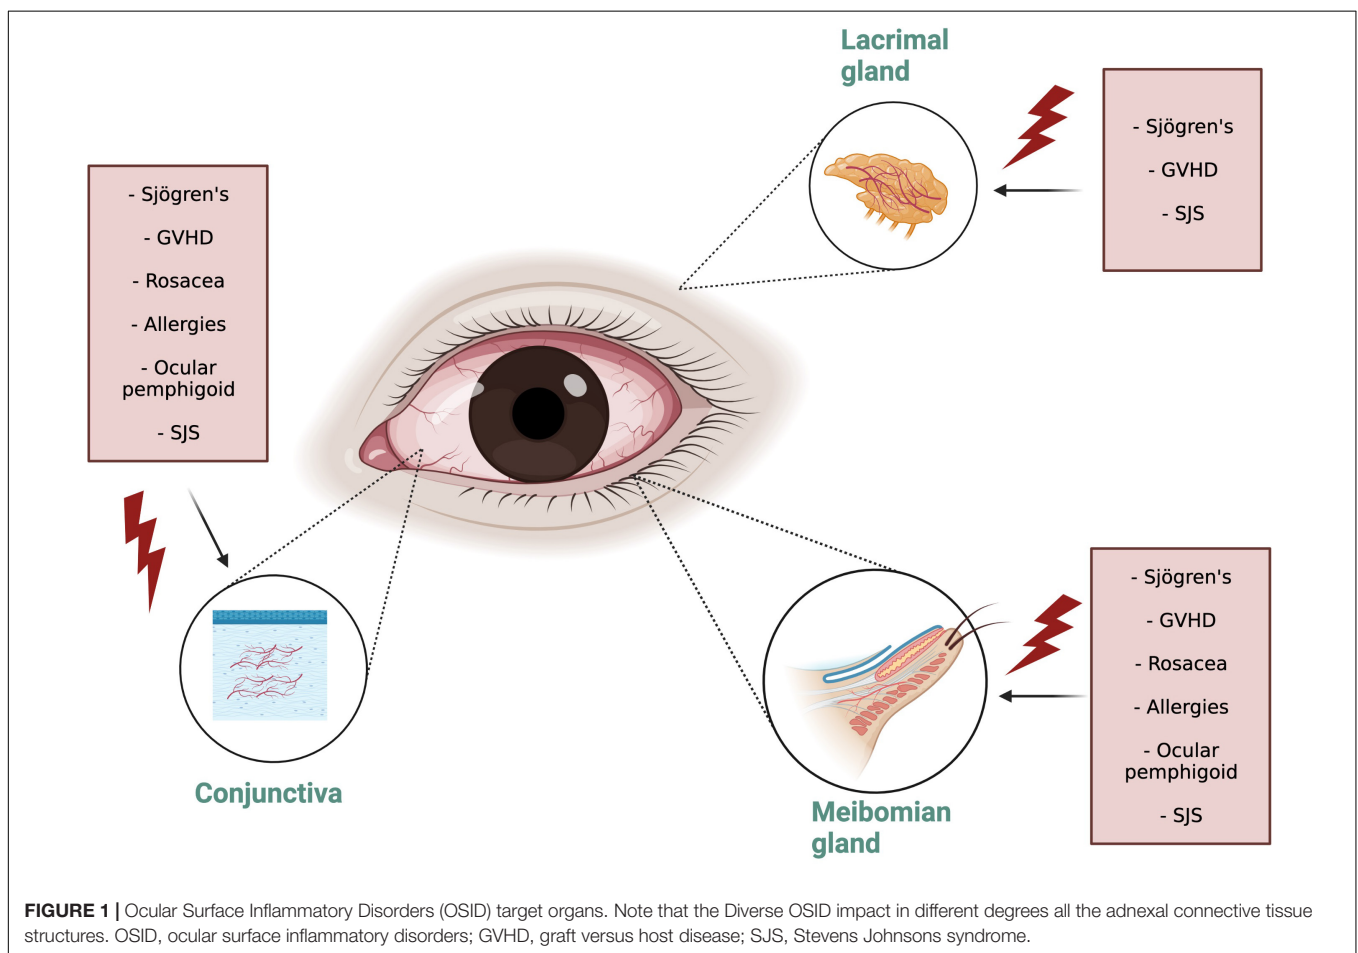 Lacrimal
gland
- Sjögren's
- GVHD
- SJS
- Sjögren's
- GVHD
- Rosacea
- Allergies
- Ocular
pemphigoid
- SJS
Conjunctiva
- Sjögren's
- GVHD
- Rosacea
- Allergies
- Ocular
pemphigoid
- SJS
Meibomian
gland
FIGURE 1 | Ocular Surface Inflammatory Disorders (OSID) target organs. Note that the Diverse OSID impact in different degrees all the adnexal connective tissue
structures. OSID, ocular surface inflammatory disorders; GVHD, graft versus host disease; SJS, Stevens Johnsons syndrome.